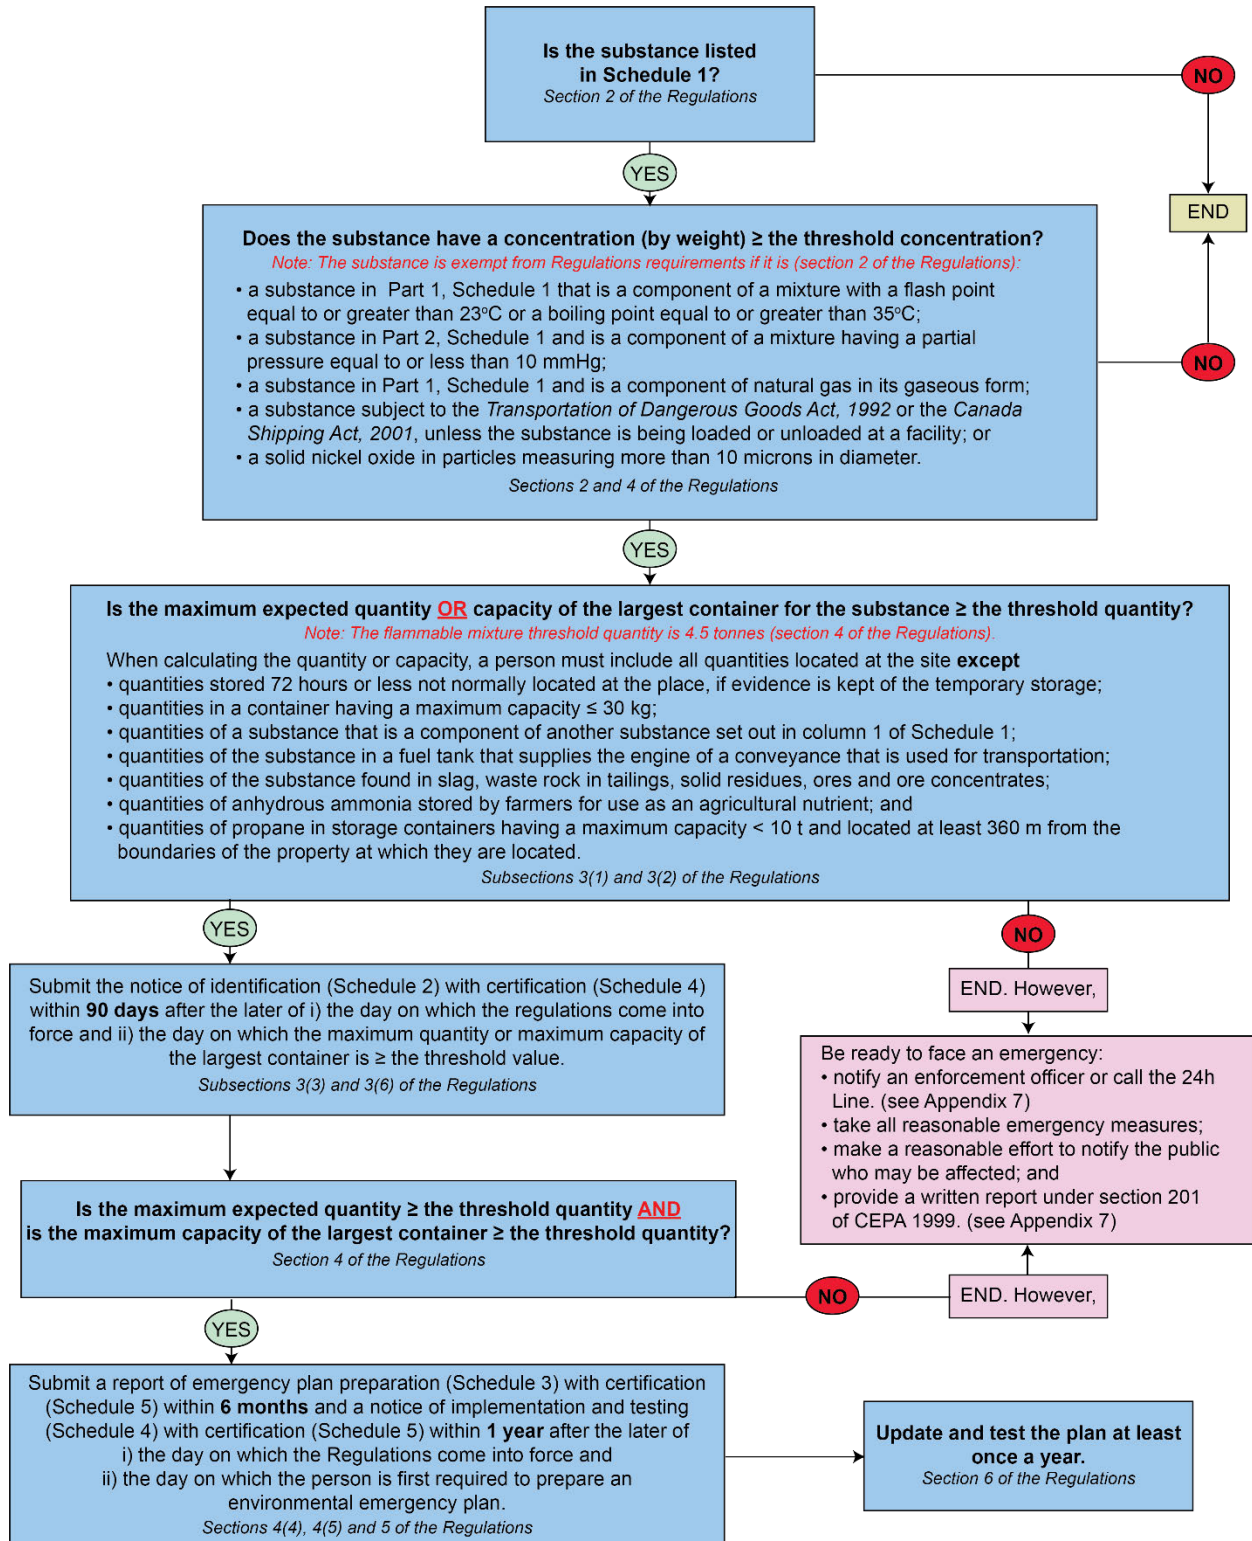 Is the substance listed
in Schedule 1?
Section 2 of the Regulations
NO
YES
END
Does the substance have a concentration (by weight) ≥ the threshold concentration?
Note: The substance is exempt from Regulations requirements if it is (section 2 of the Regulations):
• a substance in Part 1, Schedule 1 that is a component of a mixture with a flash point
equal to or greater than 23ºC or a boiling point equal to or greater than 35ºC;
• a substance in Part 2, Schedule 1 and is a component of a mixture having a partial
pressure equal to or less than 10 mmHg;
• a substance in Part 1, Schedule 1 and is a component of natural gas in its gaseous form;
• a substance subject to the Transportation of Dangerous Goods Act, 1992 or the Canada
Shipping Act, 2001, unless the substance is being loaded or unloaded at a facility; or
• a solid nickel oxide in particles measuring more than 10 microns in diameter.
Sections 2 and 4 of the Regulations
NO
YES
Is the maximum expected quantity OR capacity of the largest container for the substance ≥ the threshold quantity?
Note: The flammable mixture threshold quantity is 4.5 tonnes (section 4 of the Regulations).
When calculating the quantity or capacity, a person must include all quantities located at the site except
• quantities stored 72 hours or less not normally located at the place, if evidence is kept of the temporary storage;
• quantities in a container having a maximum capacity ≤ 30 kg;
• quantities of a substance that is a component of another substance set out in column 1 of Schedule 1;
• quantities of the substance in a fuel tank that supplies the engine of a conveyance that is used for transportation;
• quantities of the substance found in slag, waste rock in tailings, solid residues, ores and ore concentrates;
• quantities of anhydrous ammonia stored by farmers for use as an agricultural nutrient; and
• quantities of propane in storage containers having a maximum capacity < 10 t and located at least 360 m from the
boundaries of the property at which they are located.
Subsections 3(1) and 3(2) of the Regulations
YES
NO
Submit the notice of identification (Schedule 2) with certification (Schedule 4)
within 90 days after the later of i) the day on which the regulations come into
force and ii) the day on which the maximum quantity or maximum capacity of
the largest container is ≥ the threshold value.
Subsections 3(3) and 3(6) of the Regulations
END. However,
Be ready to face an emergency:
• notify an enforcement officer or call the 24h
Line. (see Appendix 7)
• take all reasonable emergency measures;
• make a reasonable effort to notify the public
who may be affected; and
• provide a written report under section 201
of CEPA 1999. (see Appendix 7)
Is the maximum expected quantity ≥ the threshold quantity AND
is the maximum capacity of the largest container ≥ the threshold quantity?
Section 4 of the Regulations
NO
END. However,
YES
Submit a report of emergency plan preparation (Schedule 3) with certification
(Schedule 5) within 6 months and a notice of implementation and testing
(Schedule 4) with certification (Schedule 5) within 1 year after the later of
i) the day on which the Regulations come into force and
ii) the day on which the person is first required to prepare an
environmental emergency plan.
Sections 4(4), 4(5) and 5 of the Regulations
Update and test the plan at least
once a year.
Section 6 of the Regulations